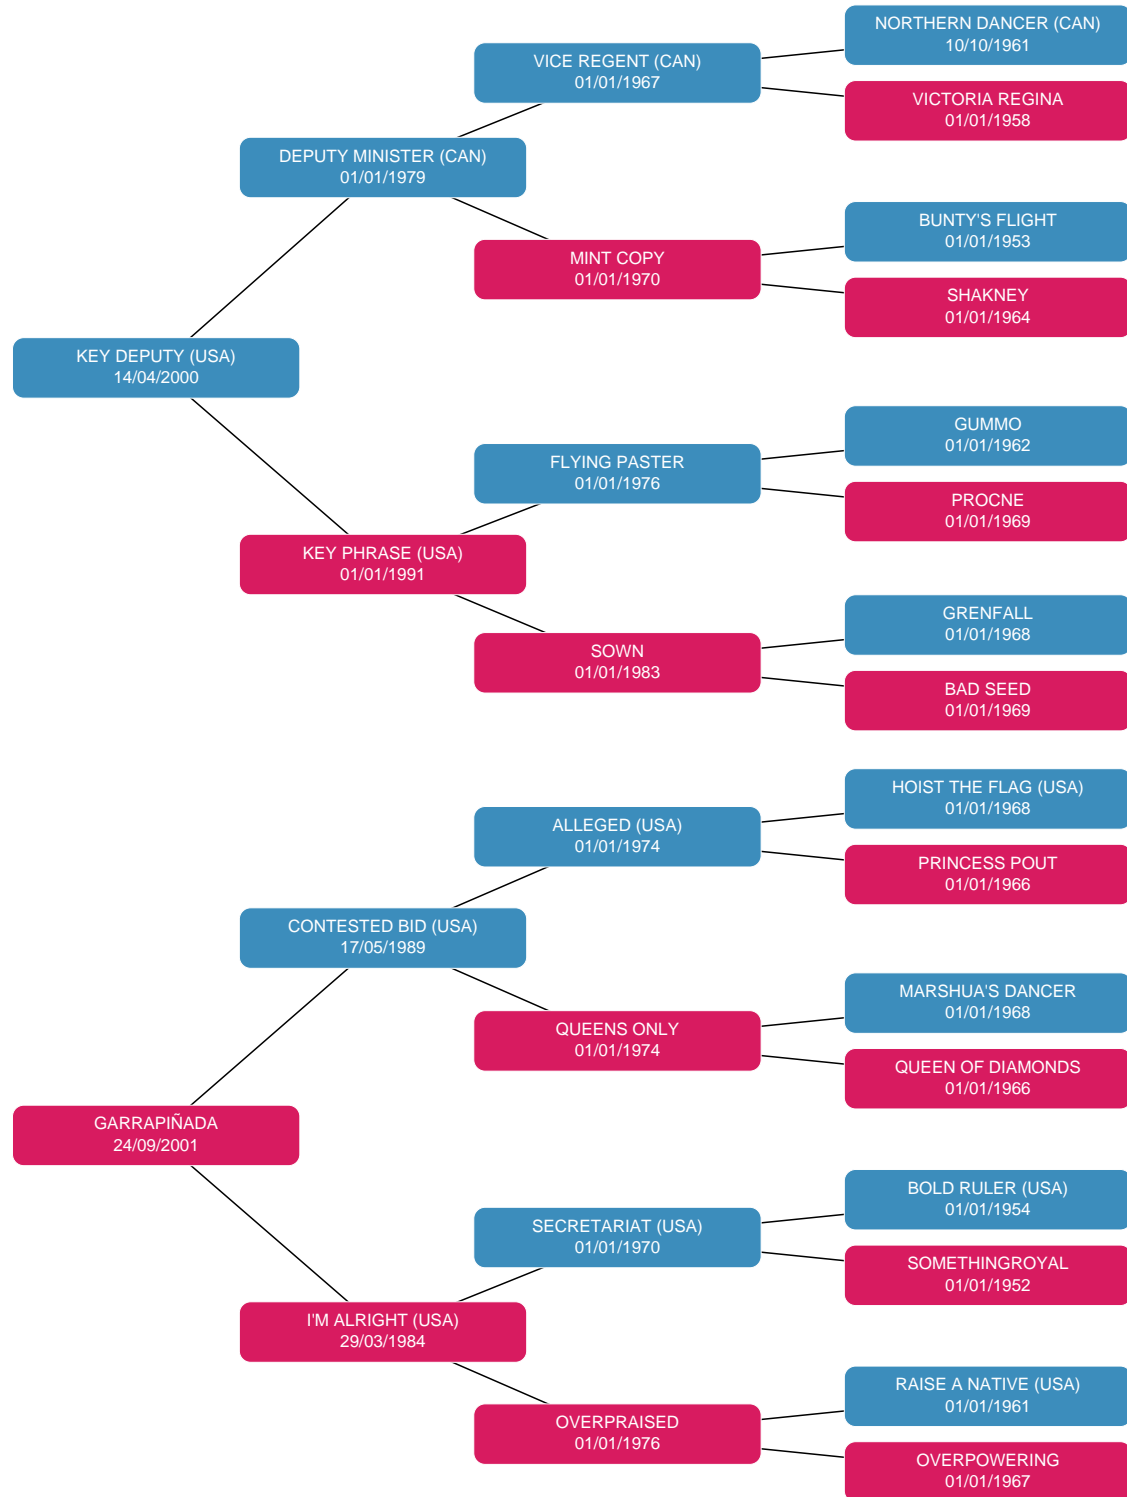 NORTHERN DANCER (CAN)
10/10/1961
VICE REGENT (CAN)
01/01/1967
VICTORIA REGINA
01/01/1958
DEPUTY MINISTER (CAN)
01/01/1979
BUNTY'S FLIGHT
01/01/1953
MINT COPY
01/01/1970
SHAKNEY
01/01/1964
KEY DEPUTY (USA)
14/04/2000
GUMMO
01/01/1962
FLYING PASTER
01/01/1976
PROCNE
01/01/1969
KEY PHRASE (USA)
01/01/1991
GRENFALL
01/01/1968
SOWN
01/01/1983
BAD SEED
01/01/1969
HOIST THE FLAG (USA)
01/01/1968
ALLEGED (USA)
01/01/1974
PRINCESS POUT
01/01/1966
CONTESTED BID (USA)
17/05/1989
MARSHUA'S DANCER
01/01/1968
QUEENS ONLY
01/01/1974
QUEEN OF DIAMONDS
01/01/1966
GARRAPIÑADA
24/09/2001
BOLD RULER (USA)
01/01/1954
SECRETARIAT (USA)
01/01/1970
SOMETHINGROYAL
01/01/1952
I'M ALRIGHT (USA)
29/03/1984
RAISE A NATIVE (USA)
01/01/1961
OVERPRAISED
01/01/1976
OVERPOWERING
01/01/1967